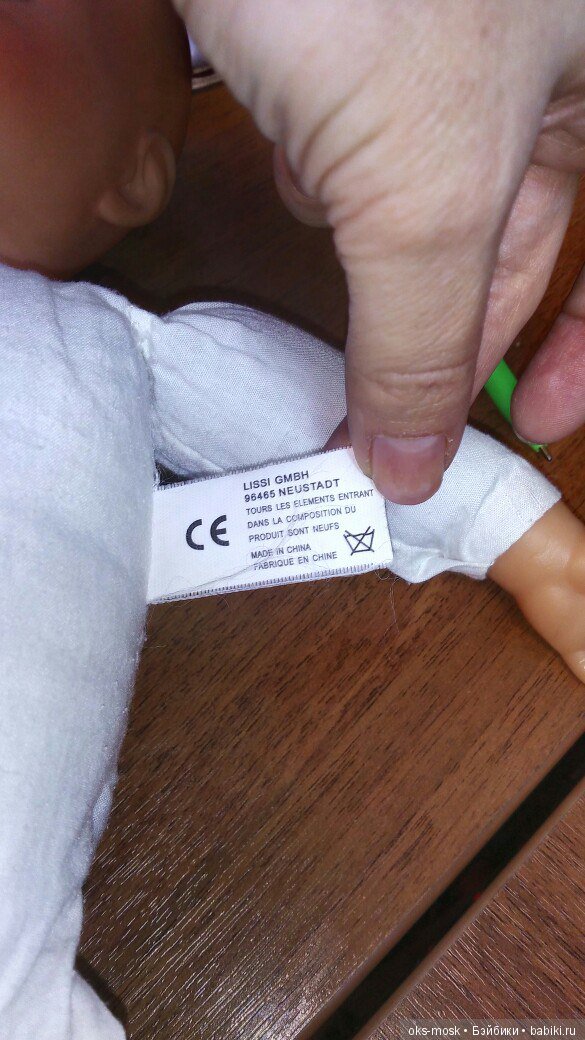 LISSI GMBH
96465 NEUSTADT
TOURS LES ELEMENTS ENTRANT
DANS LA COMPOSITION DU
PRODUIT SONT NEUFS
MADE IN CHINA
FABRIQUE EN CHINE
CE
oks-mosk • Бэйбики • babiki.ru